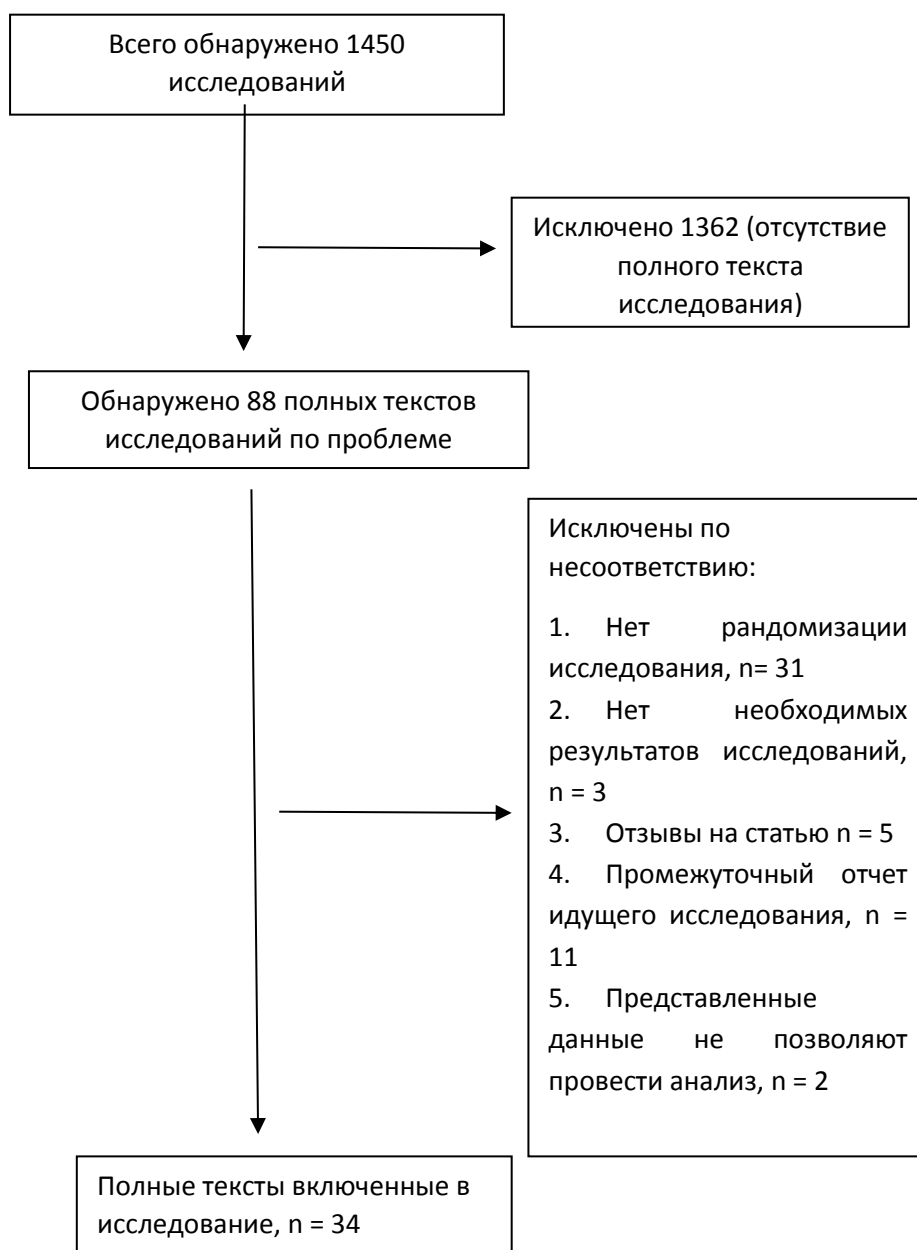 Всего обнаружено 1450
исследований
Исключено 1362 (отсутствие
полного текста
исследования)
Обнаружено 88 полных текстов
исследований по проблеме
Исключены по
несоответствию:
1. Нет рандомизации
исследования, n= 31
2. Нет необходимых
результатов исследований,
n = 3
3. Отзывы на статью n = 5
4. Промежуточный отчет
идущего исследования, n =
11
5. Представленные
данные не позволяют
провести анализ, n = 2
Полные тексты включенные в
исследование, n = 34